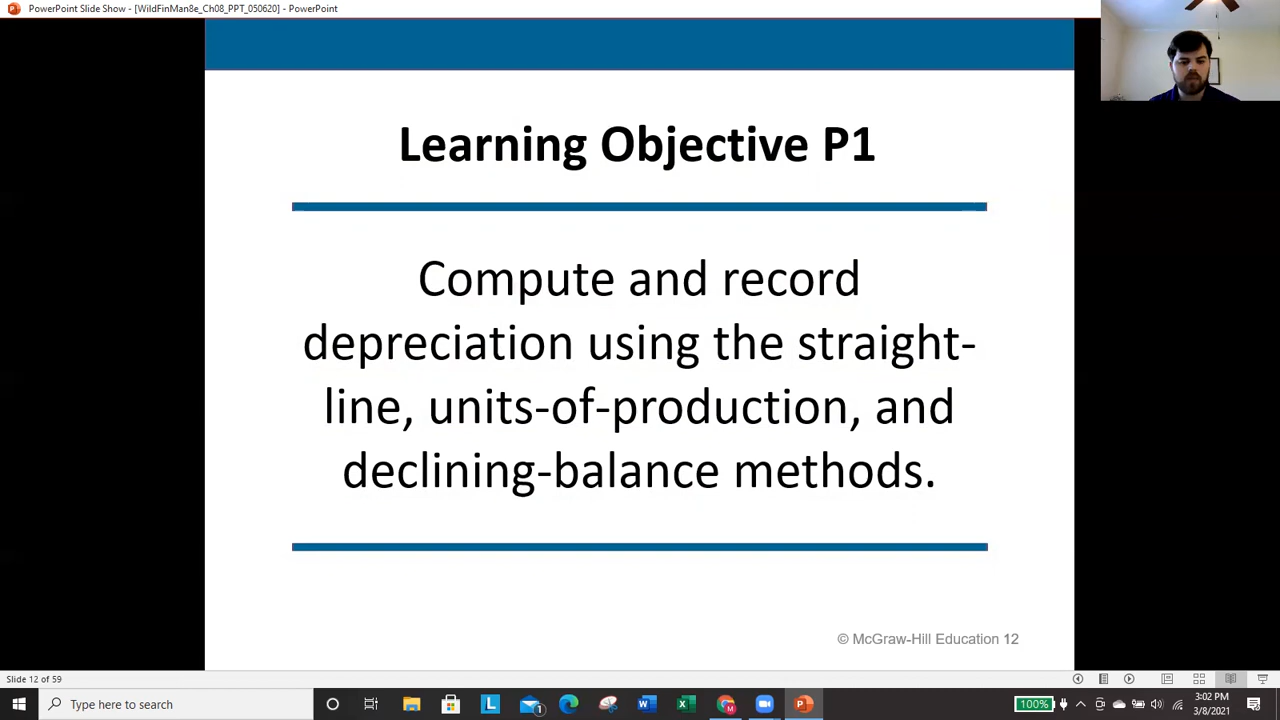 PowerPoint Slide Show - [WildFinMan8e_Ch08_PPT_050620] - PowerPoint
Learning Objective P1
Compute and record
depreciation using the straight-
line, units-of-production, and
declining-balance methods.
© McGraw-Hill Education 12
Slide 12 of 59
Type here to search
L
1
W
X
M
P
100%
3:02 PM
3/8/2021